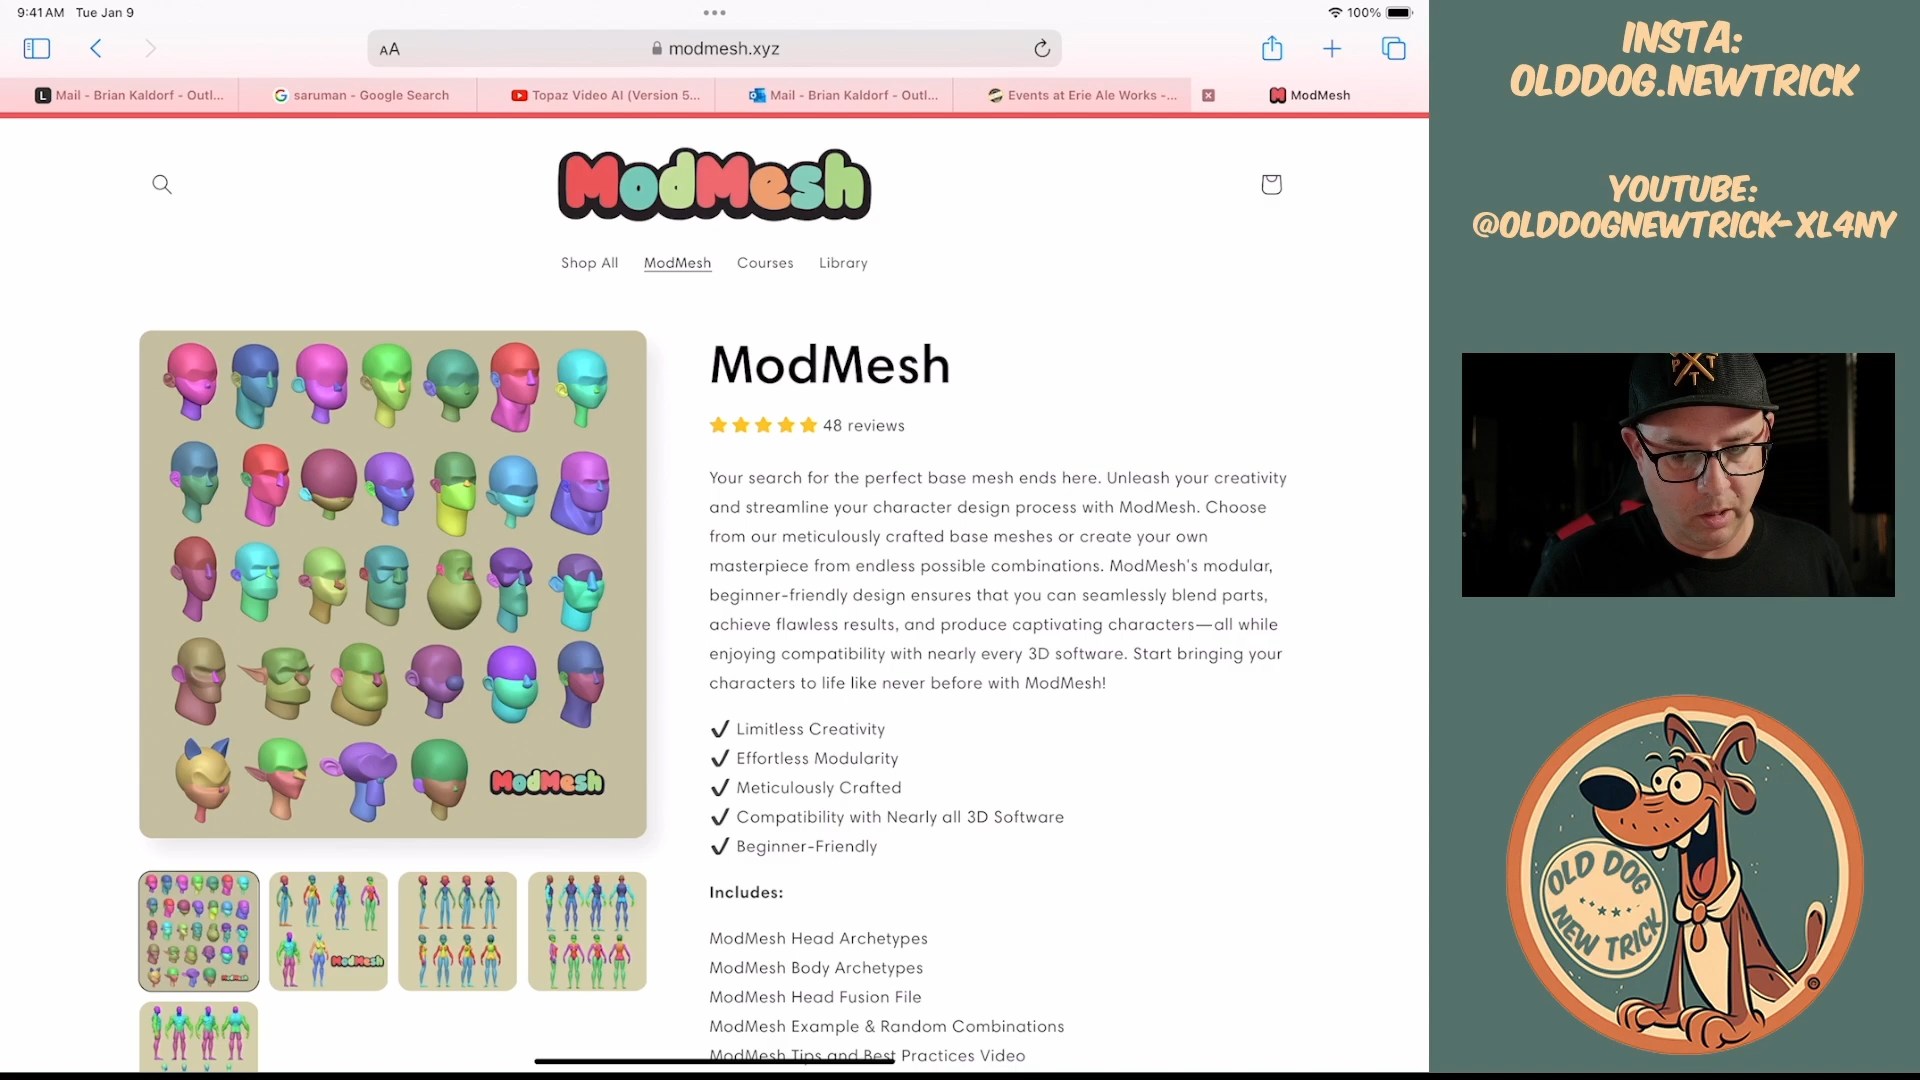 9:41 AM Tue Jan 9
100%
AA
modmesh.xyz
Mail - Brian Kaldorf - Outl...
saruman - Google Search
Topaz Video AI (Version 5...
Mail - Brian Kaldorf - Outl...
Events at Erie Ale Works -...
ModMesh
ModMesh
Shop All
ModMesh
Courses
Library
ModMesh
48 reviews
Your search for the perfect base mesh ends here. Unleash your creativity
and streamline your character design process with ModMesh. Choose
from our meticulously crafted base meshes or create your own
masterpiece from endless possible combinations. ModMesh's modular,
beginner-friendly design ensures that you can seamlessly blend parts,
achieve flawless results, and produce captivating characters—all while
enjoying compatibility with nearly every 3D software. Start bringing your
characters to life like never before with ModMesh!
Limitless Creativity
Effortless Modularity
Meticulously Crafted
Compatibility with Nearly all 3D Software
Beginner-Friendly
Includes:
ModMesh Head Archetypes
ModMesh Body Archetypes
ModMesh Head Fusion File
ModMesh Example & Random Combinations
ModMesh Tips and Best Practices Video
ModMesh
ModMesh
INSTA:
OLDDOG.NEWTRICK
YOUTUBE:
@OLDDOGNEWTRICK-XL4NY
P X T
T
OLD DOG
NEW TRICK